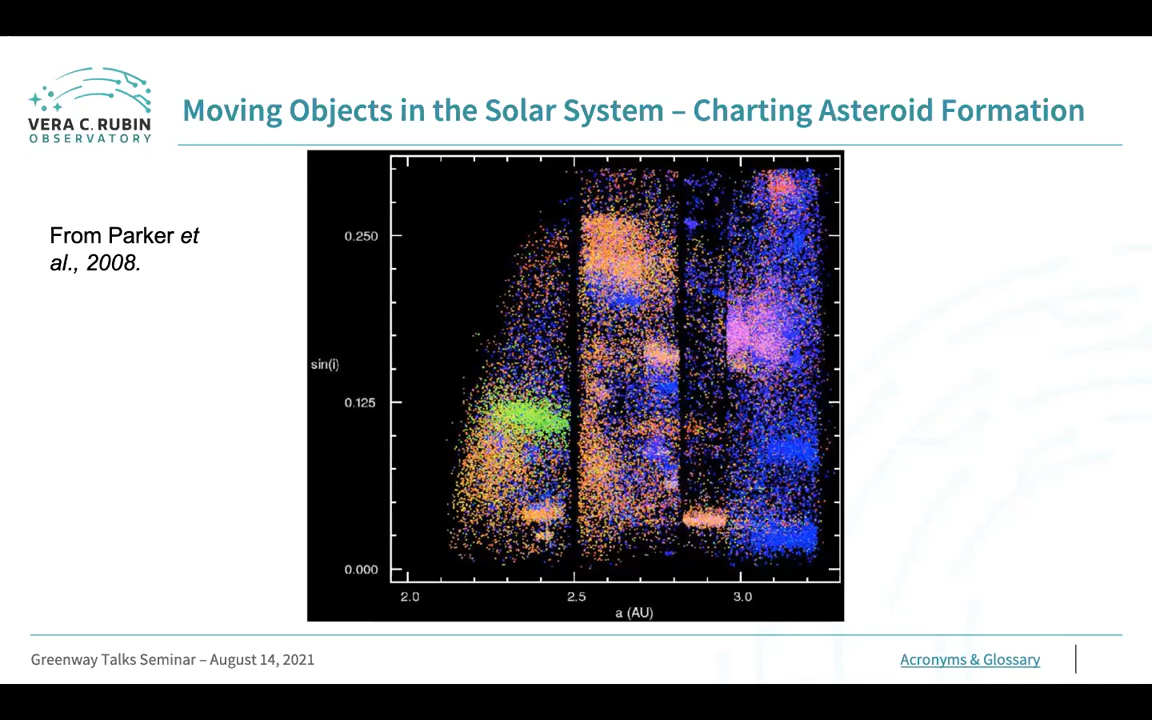 VERA C. RUBIN
OBSERVATORY
Moving Objects in the Solar System – Charting Asteroid Formation
From Parker et
al., 2008.
0.250
sin(i)
0.125
0.000
2.0 2.5 3.0
a (AU)
Greenway Talks Seminar – August 14, 2021
Acronyms & Glossary